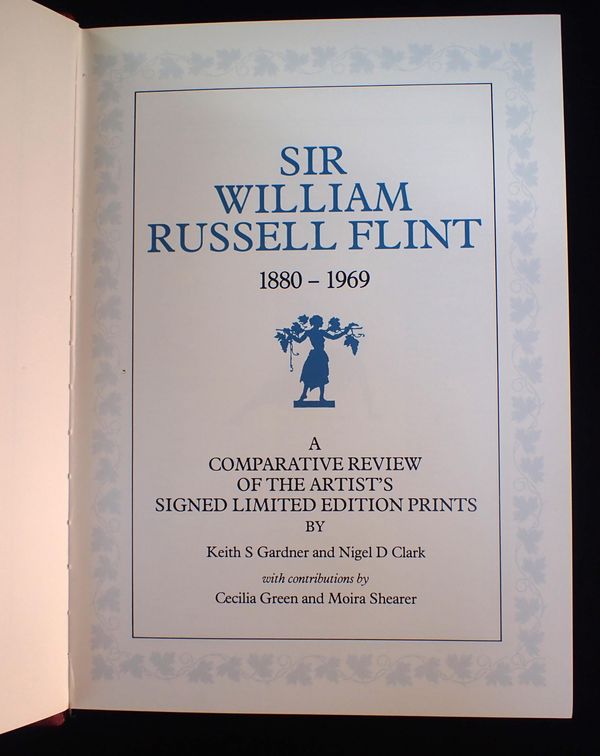 SIR
WILLIAM
RUSSELL FLINT
1880 – 1969
A
COMPARATIVE REVIEW
OF THE ARTIST'S
SIGNED LIMITED EDITION PRINTS
BY
Keith S Gardner and Nigel D Clark
with contributions by
Cecilia Green and Moira Shearer